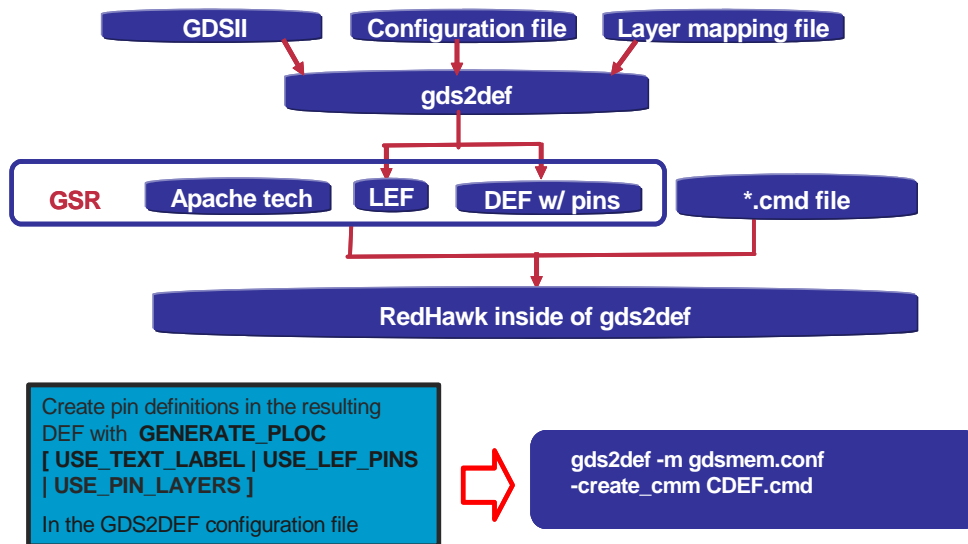 GDSII
Configuration file
Layer mapping file
gds2def
GSR
Apache tech
LEF
DEF w/ pins
*.cmd file
RedHawk inside of gds2def
Create pin definitions in the resulting
DEF with GENERATE_PLOC
[ USE_TEXT_LABEL | USE_LEF_PINS
| USE_PIN_LAYERS ]
In the GDS2DEF configuration file
gds2def -m gdsmem.conf
-create_cmm CDEF.cmd